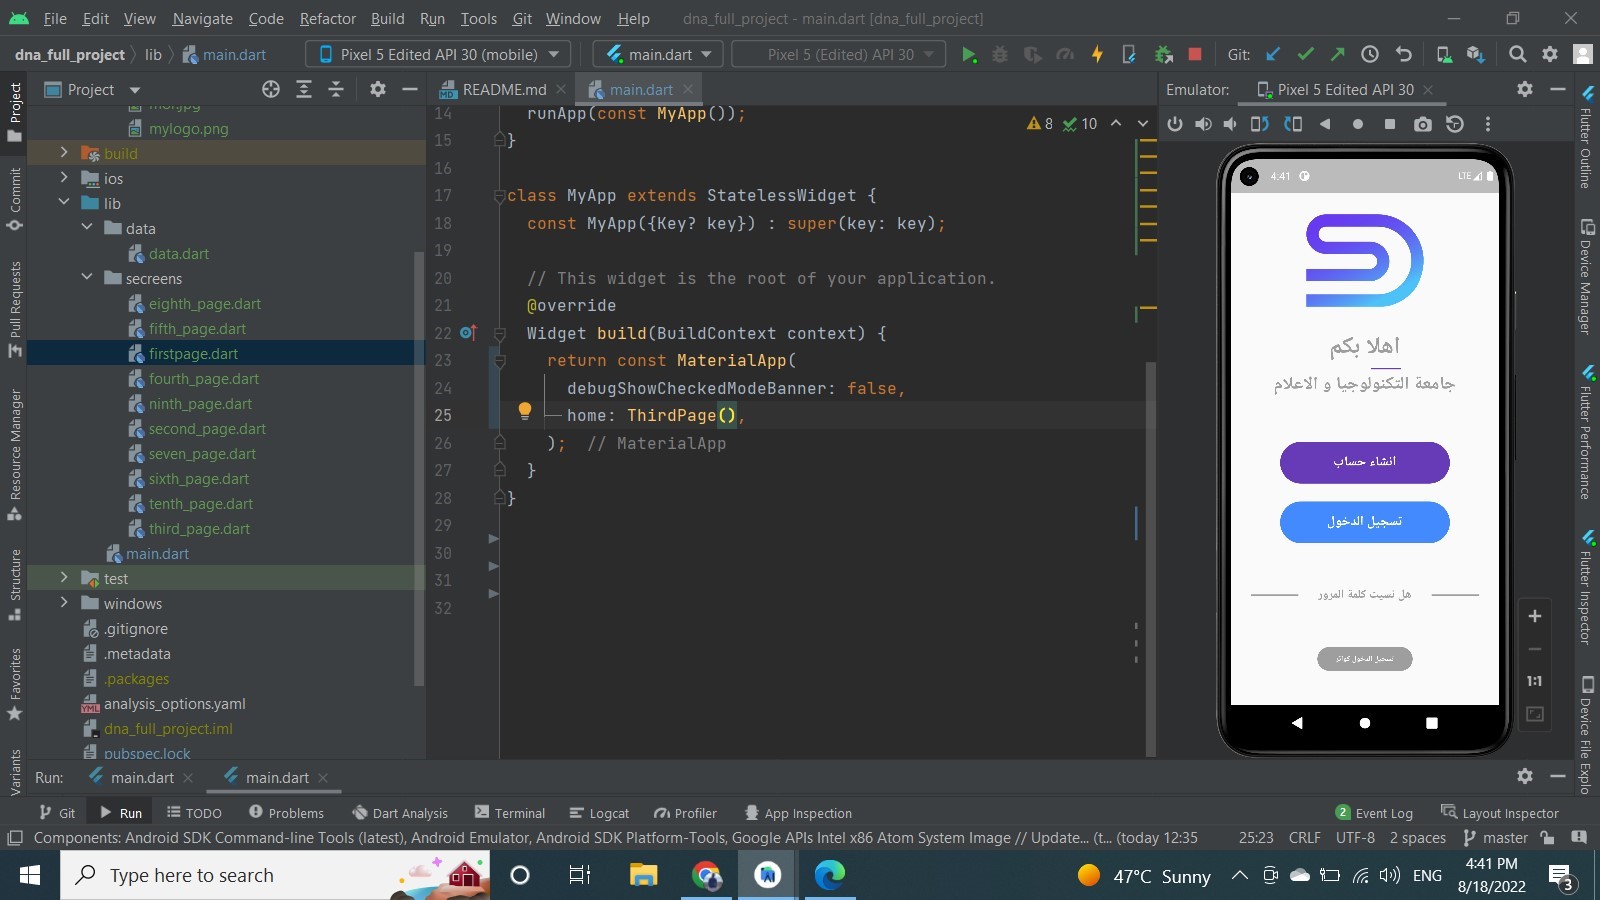 File Edit View Navigate Code Refactor Build Run Tools Git Window Help dna_full_project - main.dart [dna_full_project]
dna_full_project lib main.dart Pixel 5 Edited API 30 (mobile) main.dart Pixel 5 (Edited) API 30 Git:
Project
README.md main.dart
Emulator: Pixel 5 Edited API 30
mylogo.png
build
ios
lib
data
data.dart
secreens
eighth_page.dart
fifth_page.dart
firstpage.dart
fourth_page.dart
ninth_page.dart
second_page.dart
seven_page.dart
sixth_page.dart
tenth_page.dart
third_page.dart
main.dart
test
windows
.gitignore
.metadata
.packages
analysis_options.yaml
dna_full_project.iml
pubspec.lock
14 runApp(const MyApp());
8 10
15 }
16
17 class MyApp extends StatelessWidget {
18 const MyApp({Key? key}) : super(key: key);
19
20 // This widget is the root of your application.
21 @override
22 Widget build(BuildContext context) {
23 return const MaterialApp(
24 debugShowCheckedModeBanner: false,
25 home: ThirdPage(),
26 ); // MaterialApp
27 }
28 }
29
30
31
32
4:41 LTE
اهلا بكم
جامعة التكنولوجيا و الاعلام
انشاء حساب
تسجيل الدخول
هل نسيت كلمة المرور
تسجيل الدخول كزائر
1:1
Project
Commit
Pull Requests
Resource Manager
Structure
Favorites
Variants
Flutter Outline
Device Manager
Flutter Performance
Flutter Inspector
Device File Explo
Run: main.dart main.dart
Git Run TODO Problems Dart Analysis Terminal Logcat Profiler App Inspection 2 Event Log Layout Inspector
Components: Android SDK Command-line Tools (latest), Android Emulator, Android SDK Platform-Tools, Google APIs Intel x86 Atom System Image // Update... (t... (today 12:35 25:23 CRLF UTF-8 2 spaces master
Type here to search
47°C Sunny ENG
4:41 PM
8/18/2022
3